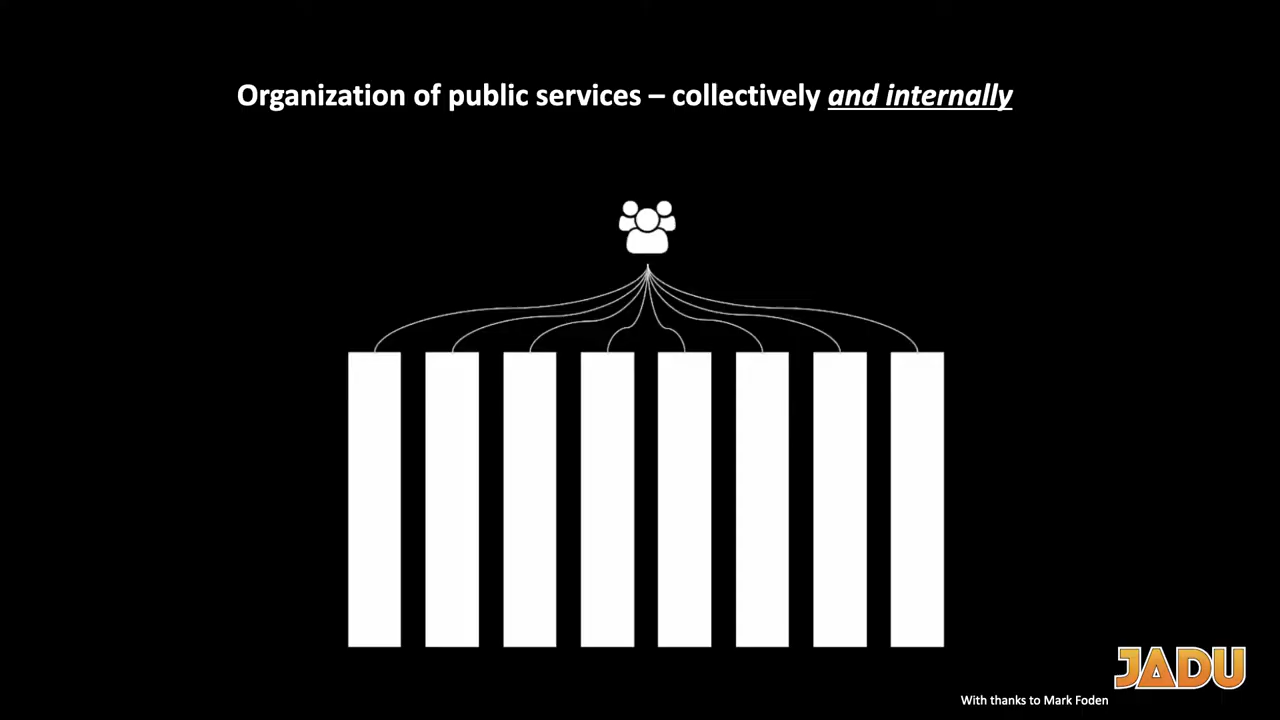 Organization of public services – collectively and internally
JADU
With thanks to Mark Foden